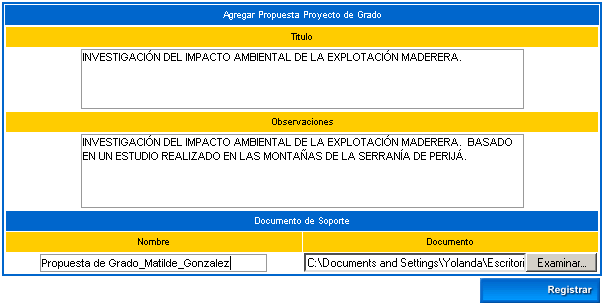 Agregar Propuesta Proyecto de Grado
Titulo
INVESTIGACIÓN DEL IMPACTO AMBIENTAL DE LA EXPLOTACIÓN MADERERA.
Observaciones
INVESTIGACIÓN DEL IMPACTO AMBIENTAL DE LA EXPLOTACIÓN MADERERA. BASADO
EN UN ESTUDIO REALIZADO EN LAS MONTAÑAS DE LA SERRANÍA DE PERIJÁ.
Documento de Soporte
Nombre Documento
Propuesta de Grado_Matilde_Gonzalez C:\Documents and Settings\Yolanda\Escritori Examinar...
Registrar